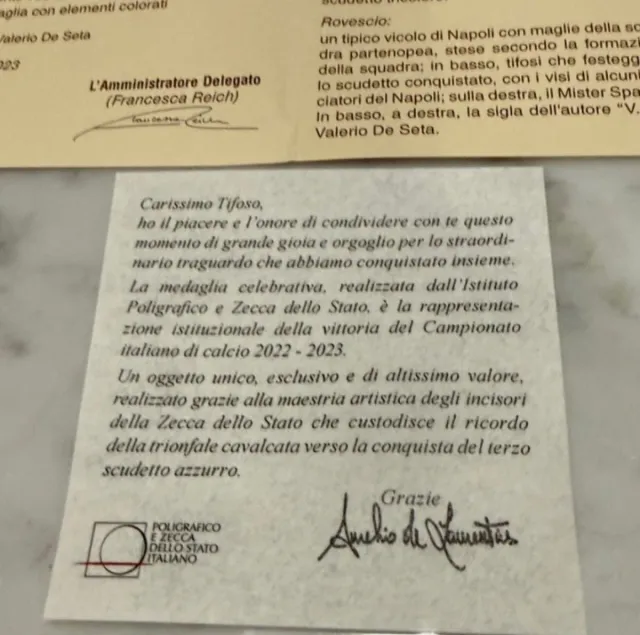 aglia con elementi colorati
Valerio De Seta
023
L'Amministratore Delegato
(Francesca Reich)
Rovescio:
un tipico vicolo di Napoli con maglie della sc
dra partenopea, stese secondo la formazi
della squadra; in basso, tifosi che festegg
lo scudetto conquistato, con i visi di alcuni
ciatori del Napoli; sulla destra, il Mister Spa
In basso, a destra, la sigla dell'autore "V.
Valerio De Seta.
Carissimo Tifoso,
ho il piacere e l'onore di condividere con te questo
momento di grande gioia e orgoglio per lo straordi-
nario traguardo che abbiamo conquistato insieme.
La medaglia celebrativa, realizzata dall'Istituto
Poligrafico e Zecca dello Stato, è la rappresenta-
zione istituzionale della vittoria del Campionato
italiano di calcio 2022 - 2023.
Un oggetto unico, esclusivo e di altissimo valore,
realizzato grazie alla maestria artistica degli incisori
della Zecca dello Stato che custodisce il ricordo
della trionfale cavalcata verso la conquista del terzo
scudetto azzurro.
Grazie
Aurelio de Laurentiis
POLIGRAFICO
E ZECCA
DELLO STATO
ITALIANO